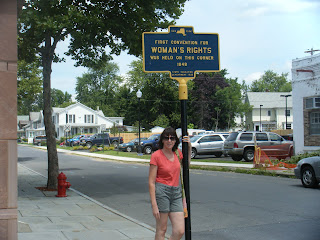 FIRST CONVENTION FOR
WOMAN'S RIGHTS
WAS HELD ON THIS CORNER
1848